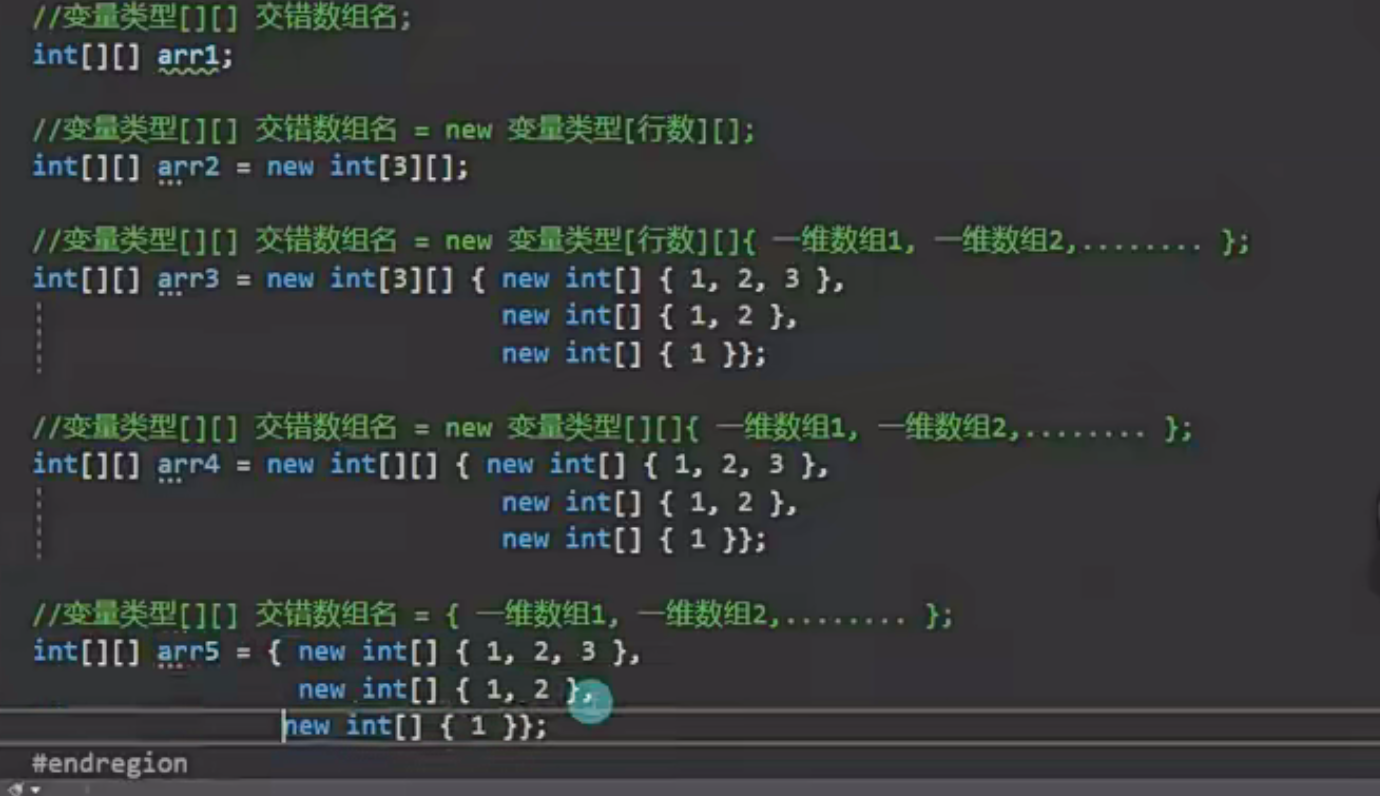 //变量类型[][] 交错数组名;
int[][] arr1;
//变量类型[][] 交错数组名 = new 变量类型[行数][];
int[][] arr2 = new int[3][];
//变量类型[][] 交错数组名 = new 变量类型[行数][]{ 一维数组1, 一维数组2,........ };
int[][] arr3 = new int[3][] { new int[] { 1, 2, 3 },
new int[] { 1, 2 },
new int[] { 1 }};
//变量类型[][] 交错数组名 = new 变量类型[][]{ 一维数组1, 一维数组2,........ };
int[][] arr4 = new int[][] { new int[] { 1, 2, 3 },
new int[] { 1, 2 },
new int[] { 1 }};
//变量类型[][] 交错数组名 = { 一维数组1, 一维数组2,........ };
int[][] arr5 = { new int[] { 1, 2, 3 },
new int[] { 1, 2 },
new int[] { 1 }};
#endregion